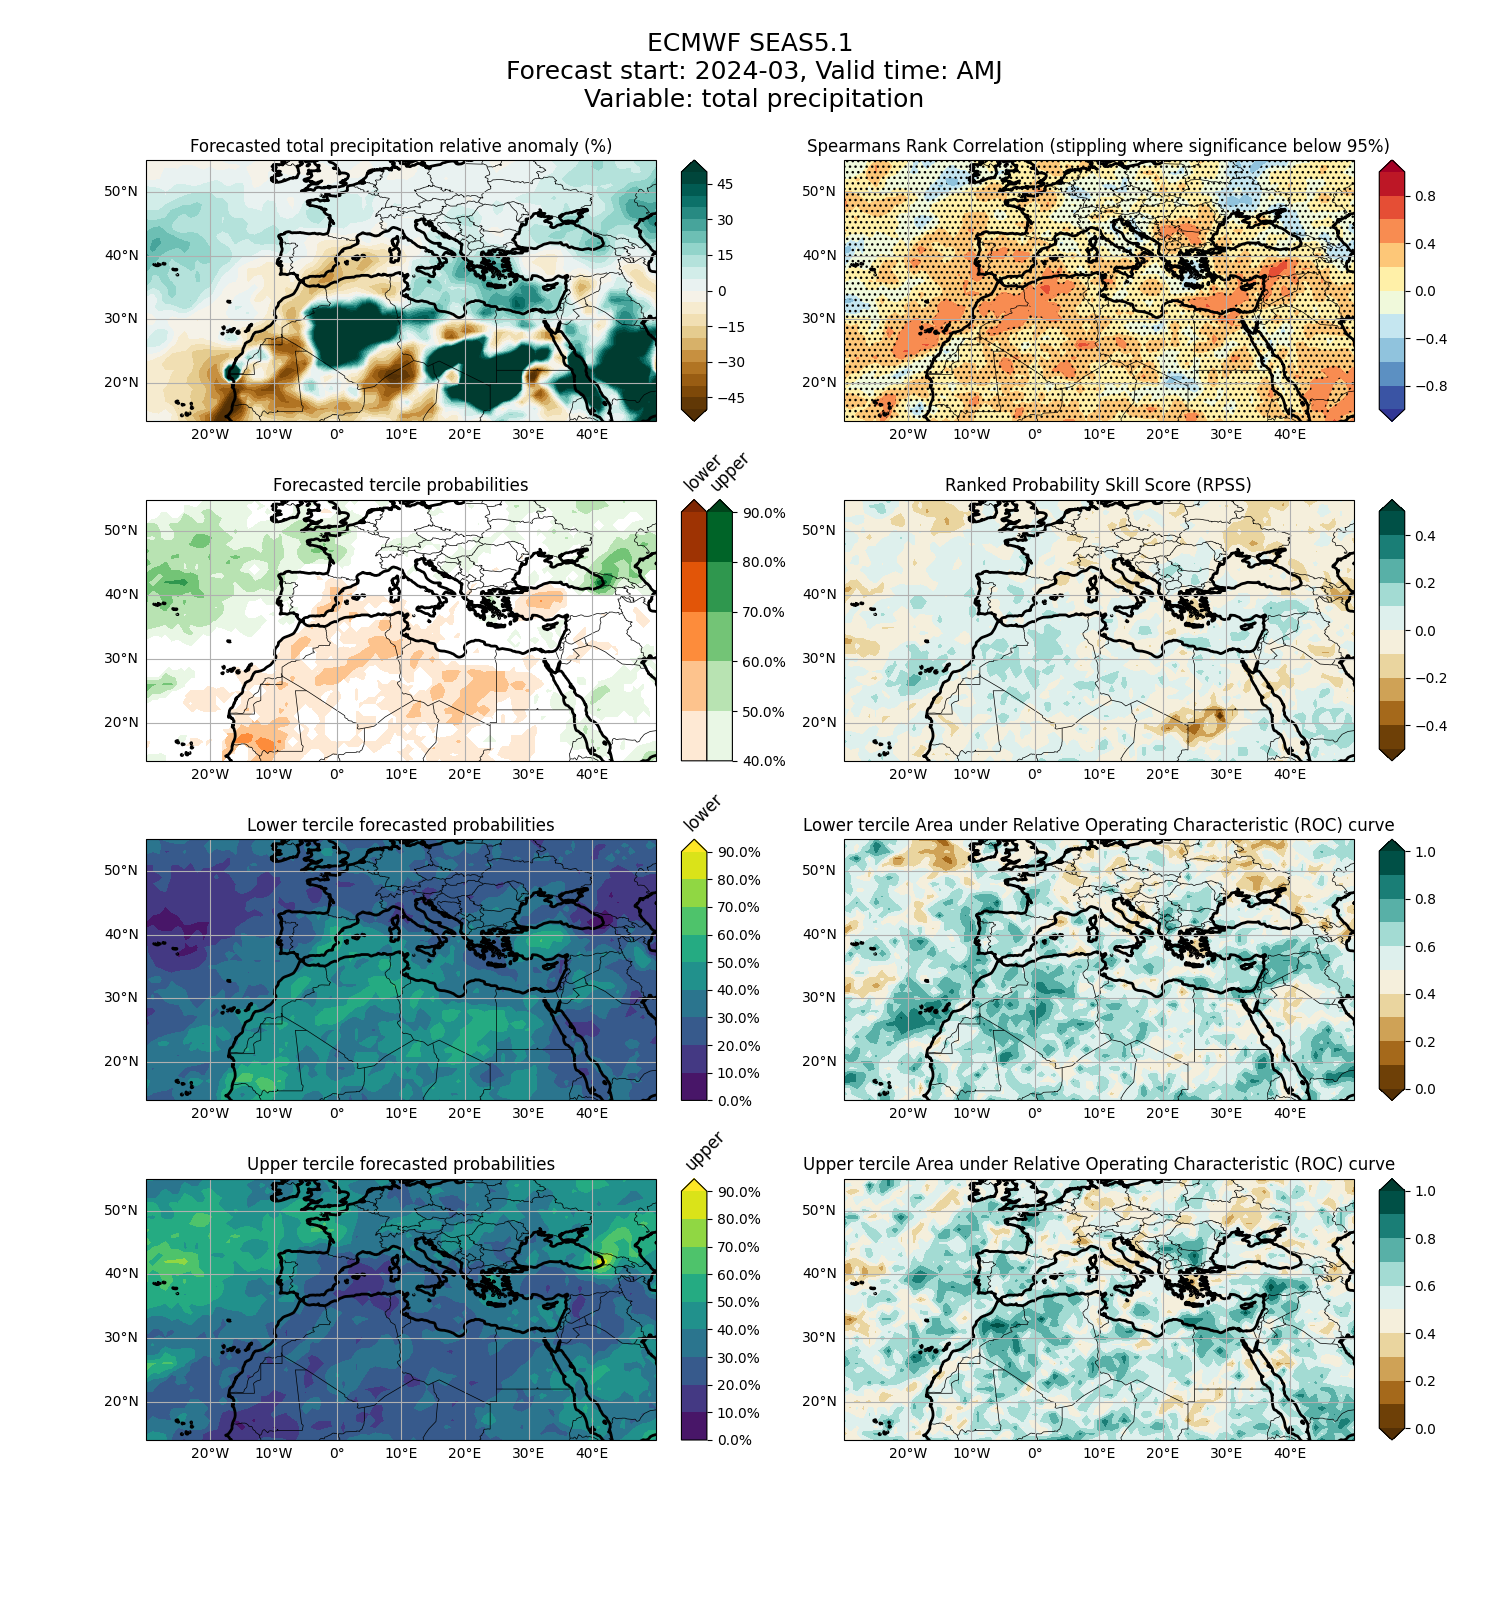 ECMWF SEAS5.1
Forecast start: 2024-03, Valid time: AMJ
Variable: total precipitation
Forecasted total precipitation relative anomaly (%)
50°N
40°N
30°N
20°N
20°W 10°W 0° 10°E 20°E 30°E 40°E
45
30
15
0
−15
−30
−45
Spearmans Rank Correlation (stippling where significance below 95%)
50°N
40°N
30°N
20°N
20°W 10°W 0° 10°E 20°E 30°E 40°E
0.8
0.4
0.0
−0.4
−0.8
Forecasted tercile probabilities
50°N
40°N
30°N
20°N
20°W 10°W 0° 10°E 20°E 30°E 40°E
lower
upper
90.0%
80.0%
70.0%
60.0%
50.0%
40.0%
Ranked Probability Skill Score (RPSS)
50°N
40°N
30°N
20°N
20°W 10°W 0° 10°E 20°E 30°E 40°E
0.4
0.2
0.0
−0.2
−0.4
Lower tercile forecasted probabilities
50°N
40°N
30°N
20°N
20°W 10°W 0° 10°E 20°E 30°E 40°E
lower
90.0%
80.0%
70.0%
60.0%
50.0%
40.0%
30.0%
20.0%
10.0%
0.0%
Lower tercile Area under Relative Operating Characteristic (ROC) curve
50°N
40°N
30°N
20°N
20°W 10°W 0° 10°E 20°E 30°E 40°E
1.0
0.8
0.6
0.4
0.2
0.0
Upper tercile forecasted probabilities
50°N
40°N
30°N
20°N
20°W 10°W 0° 10°E 20°E 30°E 40°E
upper
90.0%
80.0%
70.0%
60.0%
50.0%
40.0%
30.0%
20.0%
10.0%
0.0%
Upper tercile Area under Relative Operating Characteristic (ROC) curve
50°N
40°N
30°N
20°N
20°W 10°W 0° 10°E 20°E 30°E 40°E
1.0
0.8
0.6
0.4
0.2
0.0